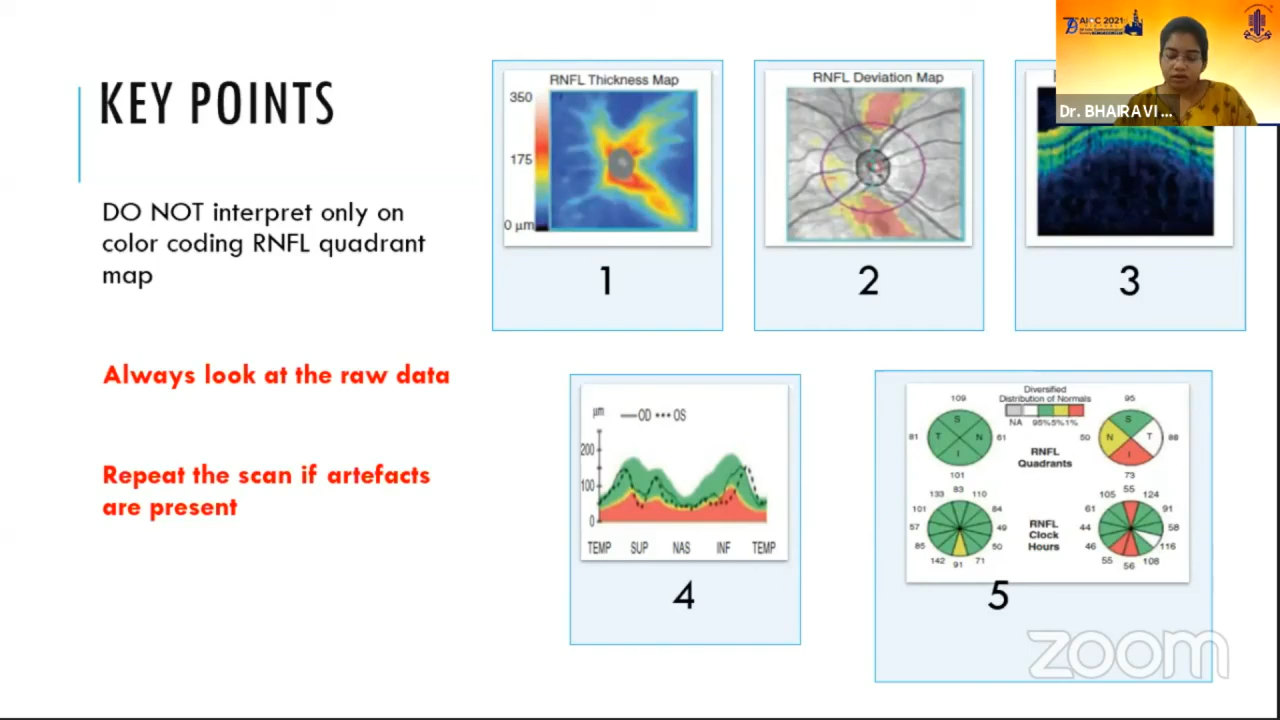 KEY POINTS
DO NOT interpret only on
color coding RNFL quadrant
map
Always look at the raw data
Repeat the scan if artefacts
are present
RNFL Thickness Map
350
175
0 µm
1
RNFL Deviation Map
2
3
AIOC 2021
Dr. BHAIRAVI ...
µm
OD OS
200
100
0
TEMP SUP NAS INF TEMP
4
Diversified
Distribution of Normals
NA 95% 5% 1%
RNFL
Quadrants
109
S
81 T N 61
I
101
95
S
50 N T 88
I
73
RNFL
Clock
Hours
83
133 110
101 84
57 49
85 50
142 71
91
55
105 124
61 91
44 58
46 116
55 108
56
5
zoom